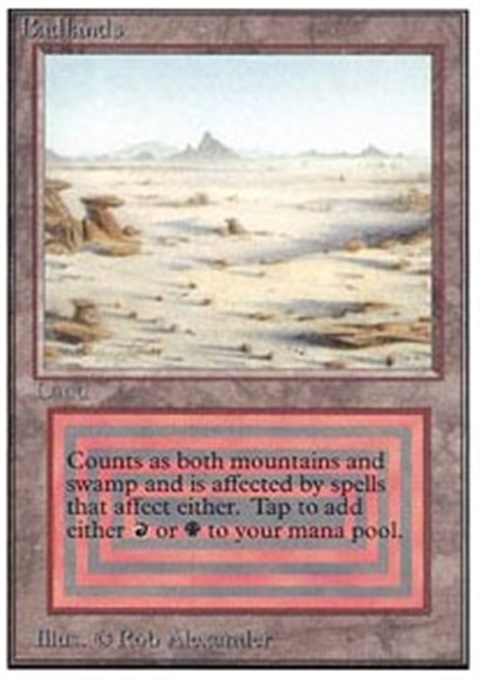 Badlands
Land
Counts as both mountains and
swamp and is affected by spells
that affect either. Tap to add
either or to your mana pool.
Illus. © Rob Alexander